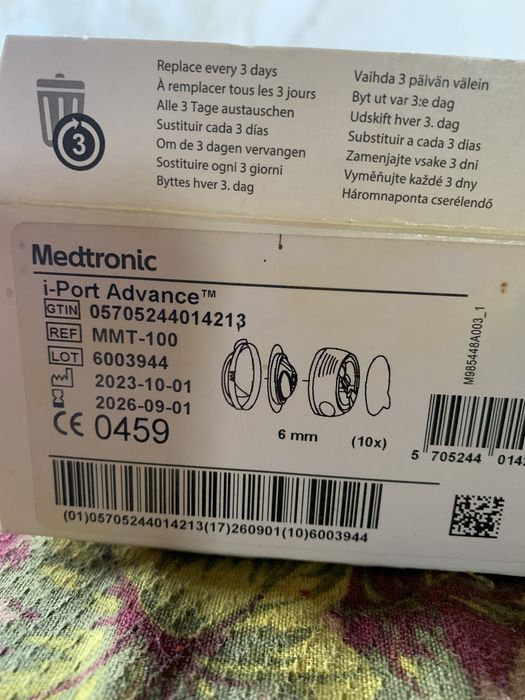 Replace every 3 days
À remplacer tous les 3 jours
Alle 3 Tage austauschen
Sustituir cada 3 días
Om de 3 dagen vervangen
Sostituire ogni 3 giorni
Byttes hver 3. dag
Vaihda 3 päivän välein
Byt ut var 3:e dag
Udskift hver 3. dag
Substituir a cada 3 dias
Zamenjajte vsake 3 dni
Vyměňujte každé 3 dny
Háromnaponta cserélendő
3
Medtronic
i-Port Advance™
GTIN 05705244014213
REF MMT-100
LOT 6003944
2023-10-01
2026-09-01
CE 0459
6 mm (10x)
M985448A003_1
5 705244 014
(01)05705244014213(17)260901(10)6003944